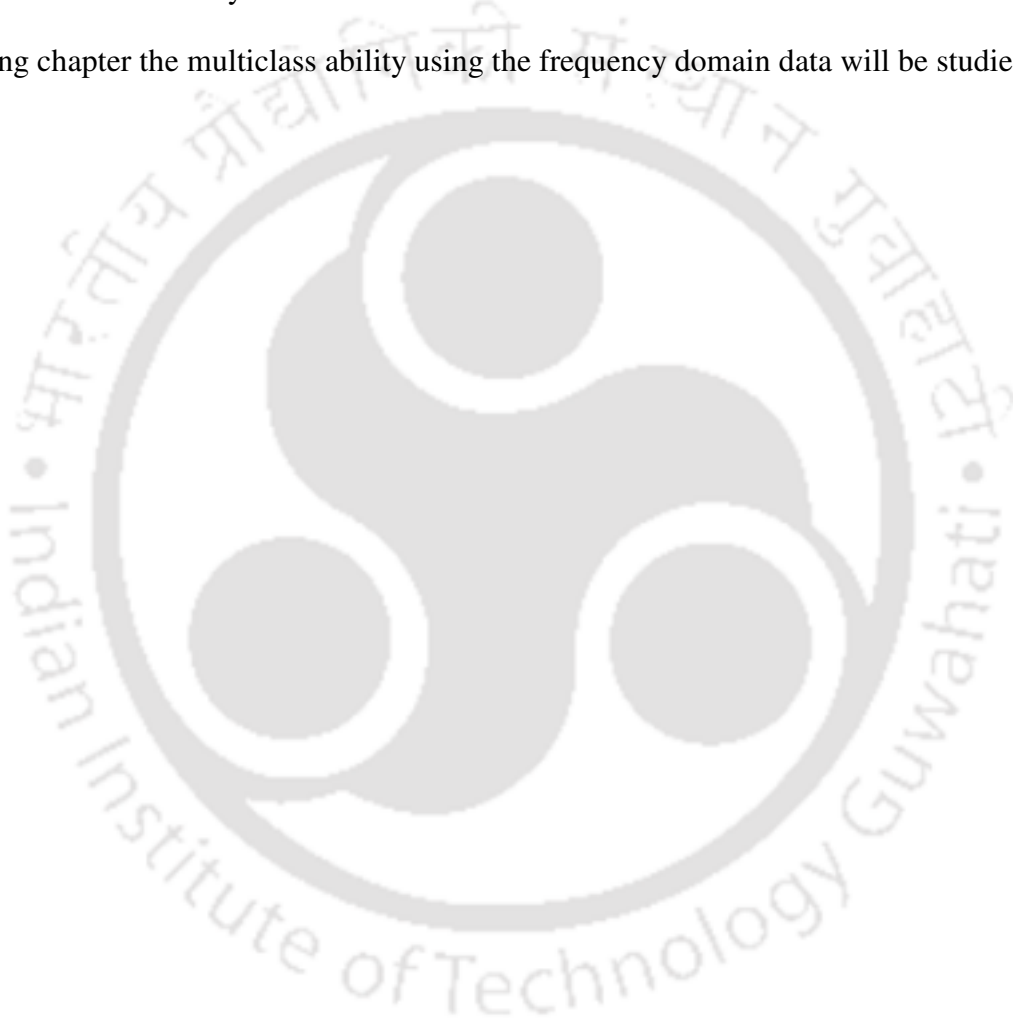 ng chapter the multiclass ability using the frequency domain data will be studie
भारतीय प्रौद्योगिकी संस्थान गुवाहाटी
• Indian Institute of Technology Guwahati •